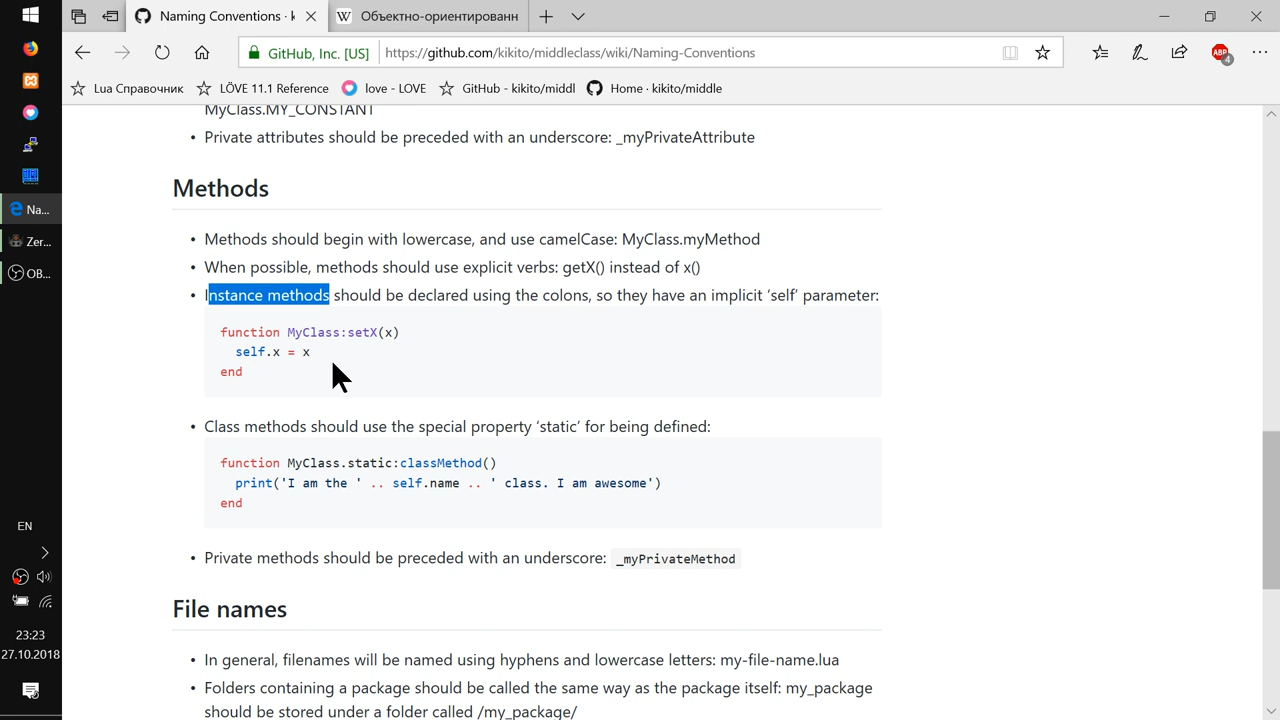 Naming Conventions · k
Объектно-ориентированн
GitHub, Inc. [US]
https://github.com/kikito/middleclass/wiki/Naming-Conventions
ABP
4
Lua Справочник
LÖVE 11.1 Reference
love - LOVE
GitHub - kikito/middl
Home · kikito/middle
MyClass.MY_CONSTANT
• Private attributes should be preceded with an underscore: _myPrivateAttribute
Methods
• Methods should begin with lowercase, and use camelCase: MyClass.myMethod
• When possible, methods should use explicit verbs: getX() instead of x()
• Instance methods should be declared using the colons, so they have an implicit ‘self’ parameter:
function MyClass:setX(x)
self.x = x
end
• Class methods should use the special property ‘static’ for being defined:
function MyClass.static:classMethod()
print('I am the ' .. self.name .. ' class. I am awesome')
end
• Private methods should be preceded with an underscore: _myPrivateMethod
File names
• In general, filenames will be named using hyphens and lowercase letters: my-file-name.lua
• Folders containing a package should be called the same way as the package itself: my_package
should be stored under a folder called /my_package/
Na...
Zer...
OB...
EN
23:23
27.10.2018